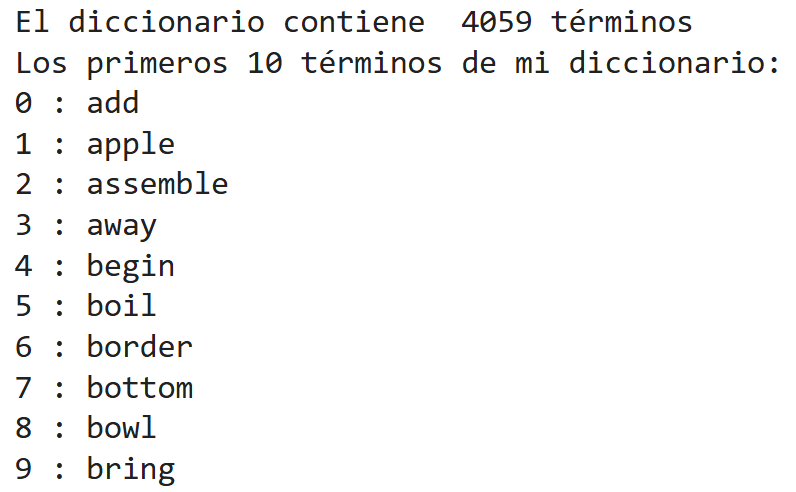 El diccionario contiene  4059 términos
Los primeros 10 términos de mi diccionario:
0 : add
1 : apple
2 : assemble
3 : away
4 : begin
5 : boil
6 : border
7 : bottom
8 : bowl
9 : bring